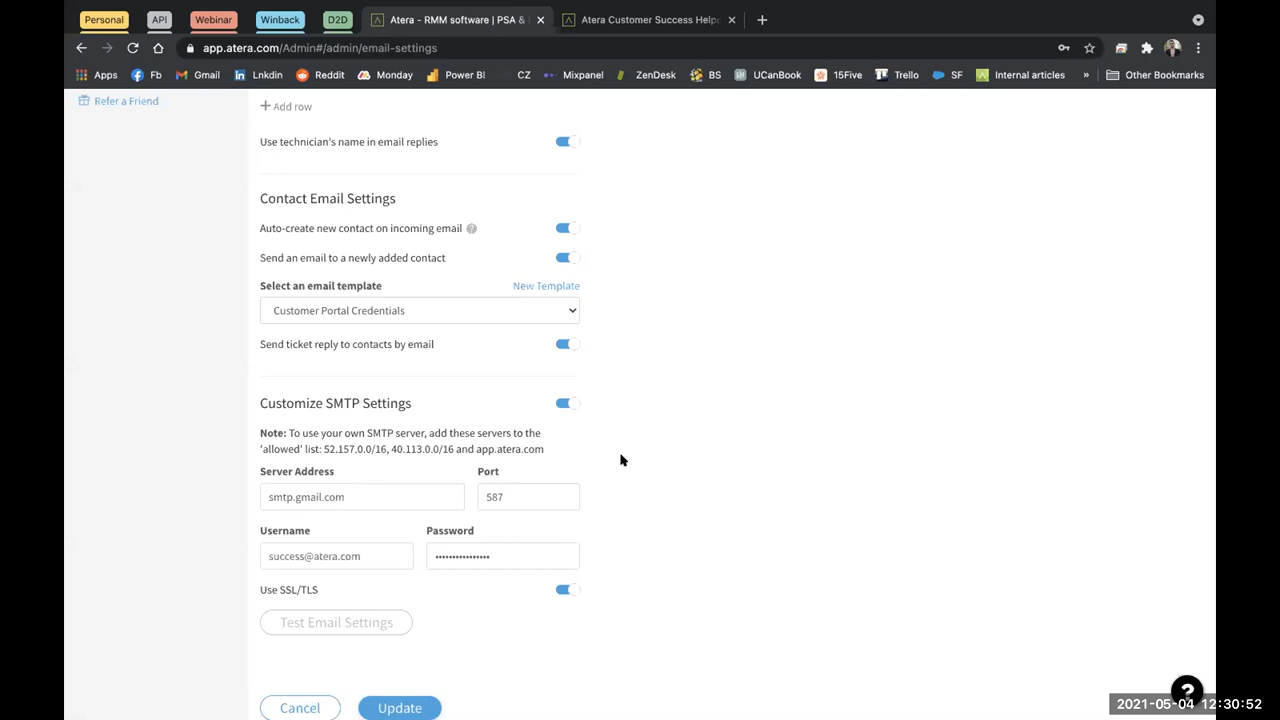 Personal API Webinar Winback D2D Atera - RMM software | PSA & Atera Customer Success Help
app.atera.com/Admin#/admin/email-settings
Apps Fb Gmail Lnkdin Reddit Monday Power BI CZ Mixpanel ZenDesk BS UCarBook 15Five Trello SF Internal articles » Other Bookmarks
Refer a Friend
+ Add row
Use technician's name in email replies
Contact Email Settings
Auto-create new contact on incoming email ?
Send an email to a newly added contact
Select an email template New Template
Customer Portal Credentials
Send ticket reply to contacts by email
Customize SMTP Settings
Note: To use your own SMTP server, add these servers to the
'allowed' list: 52.157.0.0/16, 40.113.0.0/16 and app.atera.com
Server Address Port
smtp.gmail.com 587
Username Password
success@atera.com ••••••••••••••••
Use SSL/TLS
Test Email Settings
Cancel Update
?
2021-05-04 12:30:52